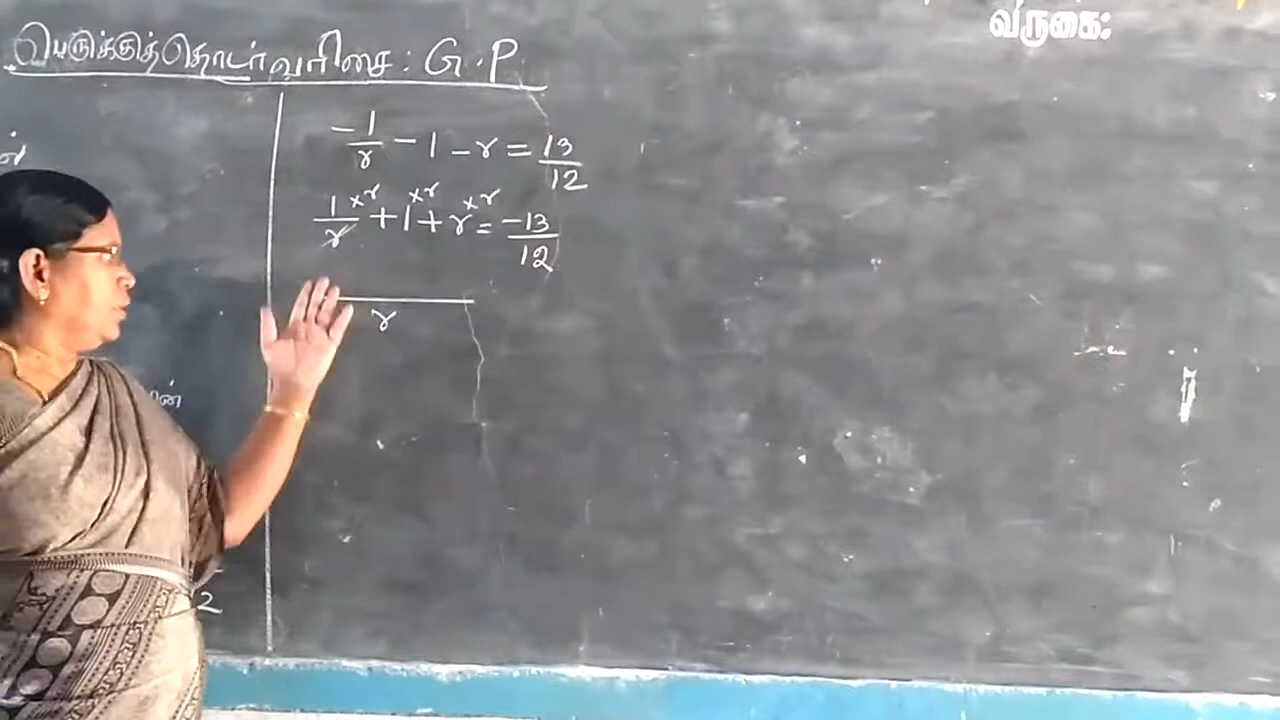 பெருக்குத்தொடர்வரிசை: G.P
வருகை:
-1/r - 1 - r = 13/12
1/r ×r + 1 ×r + r ×r = -13/12
r
2